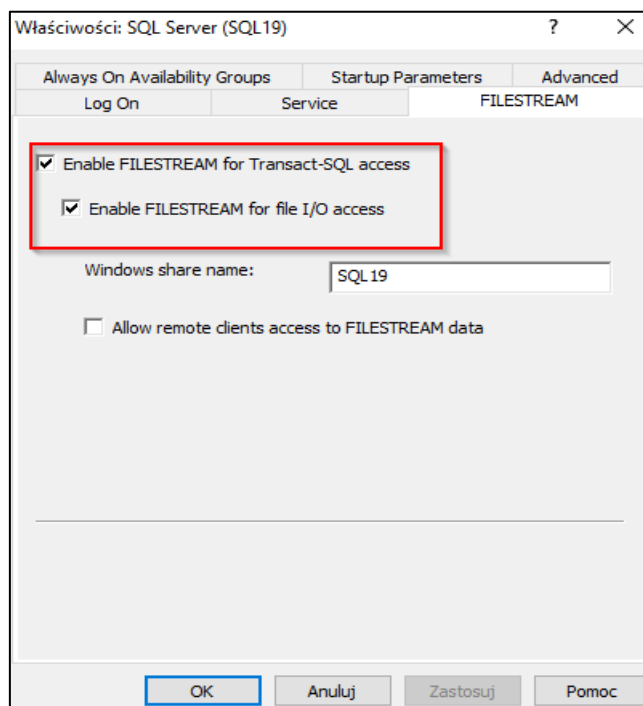 Właściwości: SQL Server (SQL19)
Always On Availability Groups Startup Parameters Advanced
Log On Service FILESTREAM
Enable FILESTREAM for Transact-SQL access
Enable FILESTREAM for file I/O access
Windows share name: SQL19
Allow remote clients access to FILESTREAM data
OK Anuluj Zastosuj Pomoc